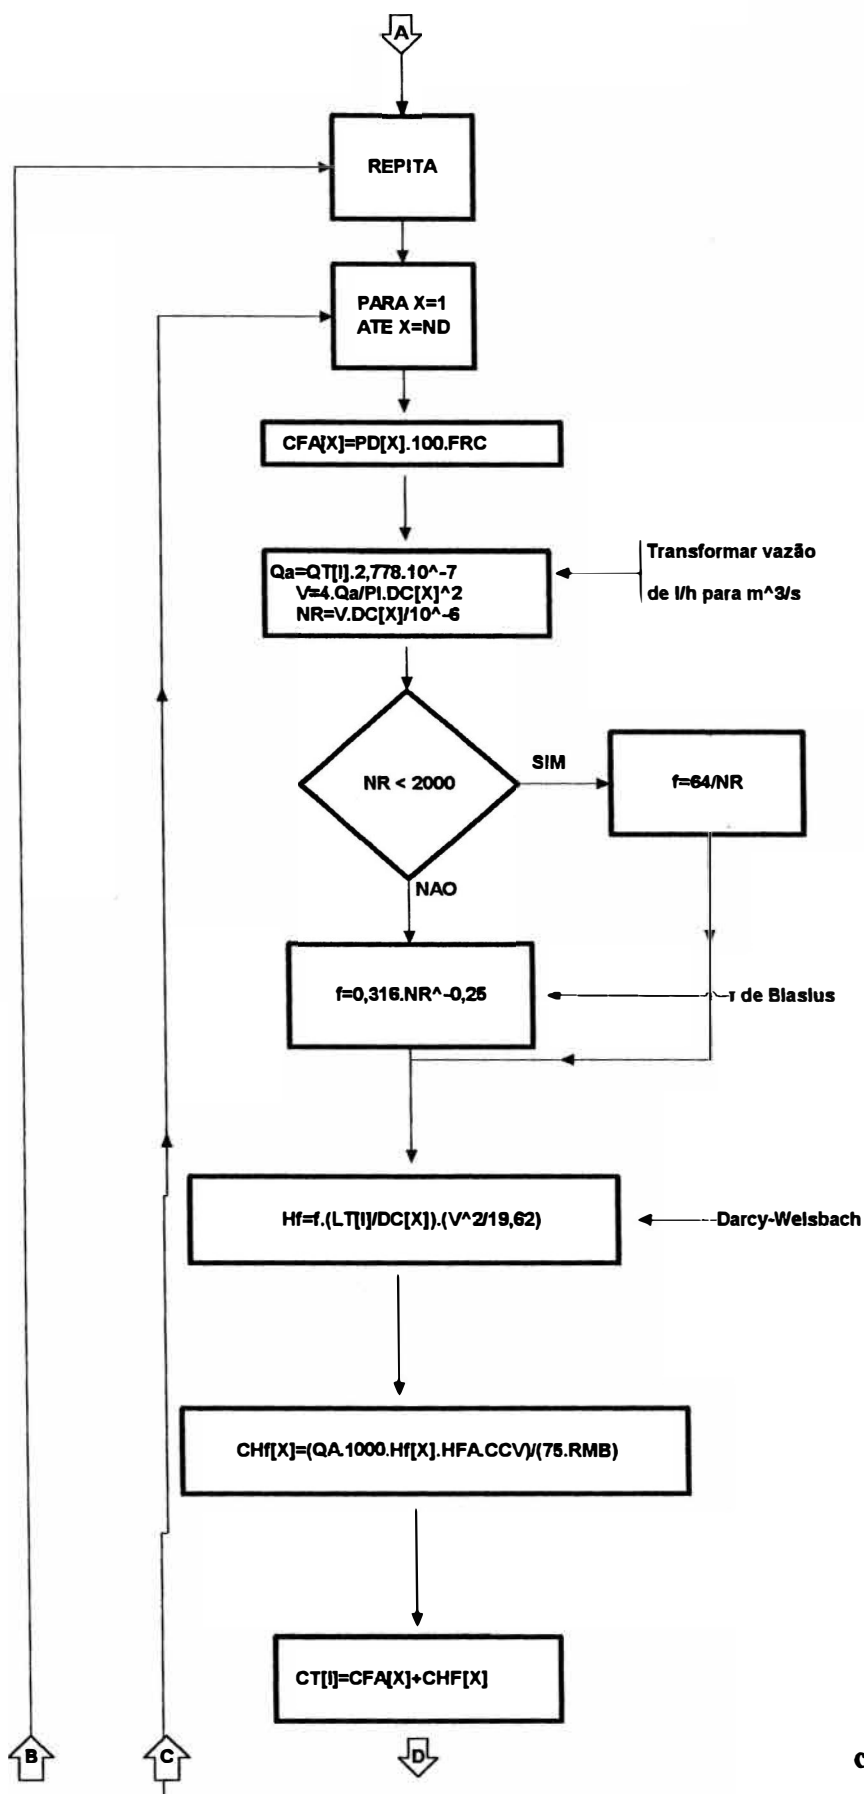 A
REPITA
PARA X=1
ATE X=ND
CFA[X]=PD[X].100.FRC
Qa=QT[I].2,778.10^-7
V=4.Qa/PI.DC[X]^2
NR=V.DC[X]/10^-6
Transformar vazão
de l/h para m^3/s
NR < 2000
SIM
f=64/NR
NAO
f=0,316.NR^-0,25
de Blasius
Hf=f.(LT[I]/DC[X]).(V^2/19,62)
Darcy-Weisbach
CHf[X]=(QA.1000.Hf[X].HFA.CCV)/(75.RMB)
CT[I]=CFA[X]+CHF[X]
B
C
D